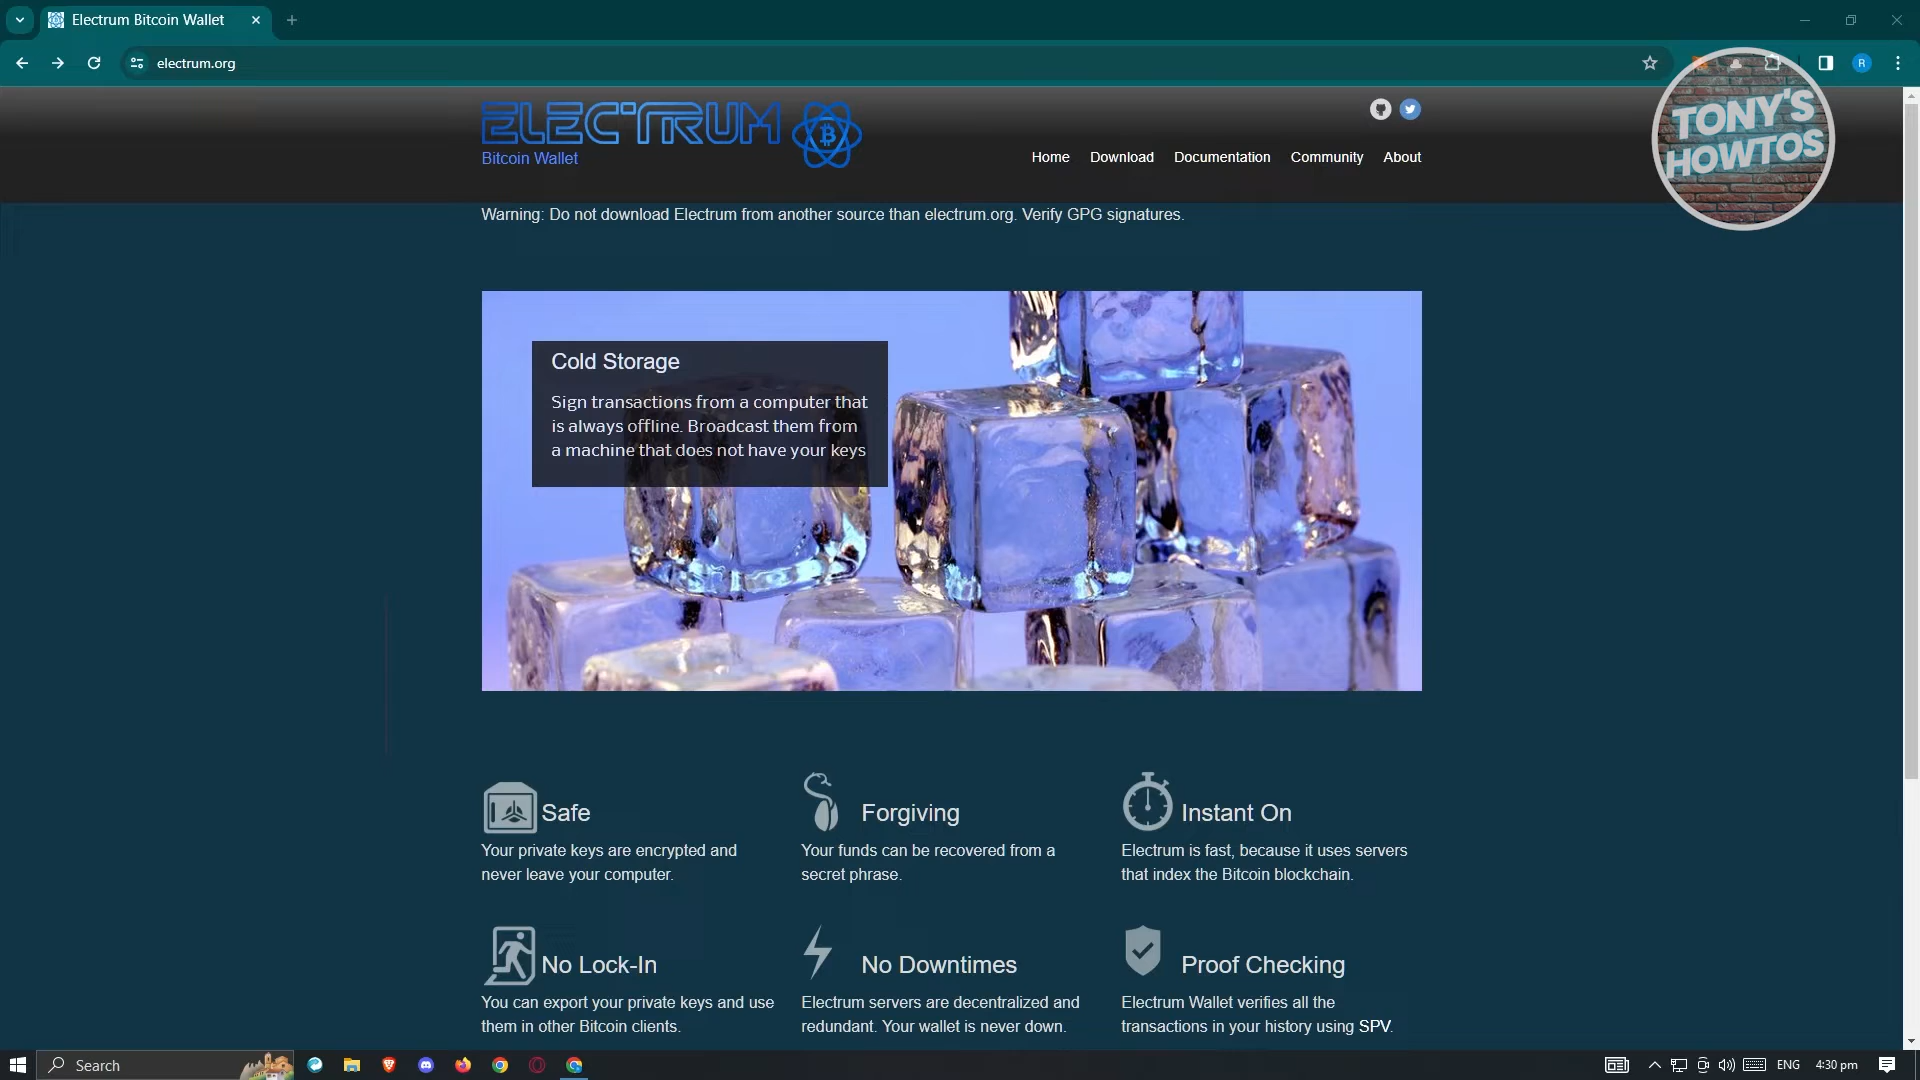 Electrum Bitcoin Wallet
electrum.org
R
ELECTRUM
Bitcoin Wallet
Home Download Documentation Community About
TONY'S
HOWTOS
Warning: Do not download Electrum from another source than electrum.org. Verify GPG signatures.
Cold Storage
Sign transactions from a computer that
is always offline. Broadcast them from
a machine that does not have your keys
Safe
Your private keys are encrypted and
never leave your computer.
Forgiving
Your funds can be recovered from a
secret phrase.
Instant On
Electrum is fast, because it uses servers
that index the Bitcoin blockchain.
No Lock-In
You can export your private keys and use
them in other Bitcoin clients.
No Downtimes
Electrum servers are decentralized and
redundant. Your wallet is never down.
Proof Checking
Electrum Wallet verifies all the
transactions in your history using SPV.
Search
ENG
4:30 pm